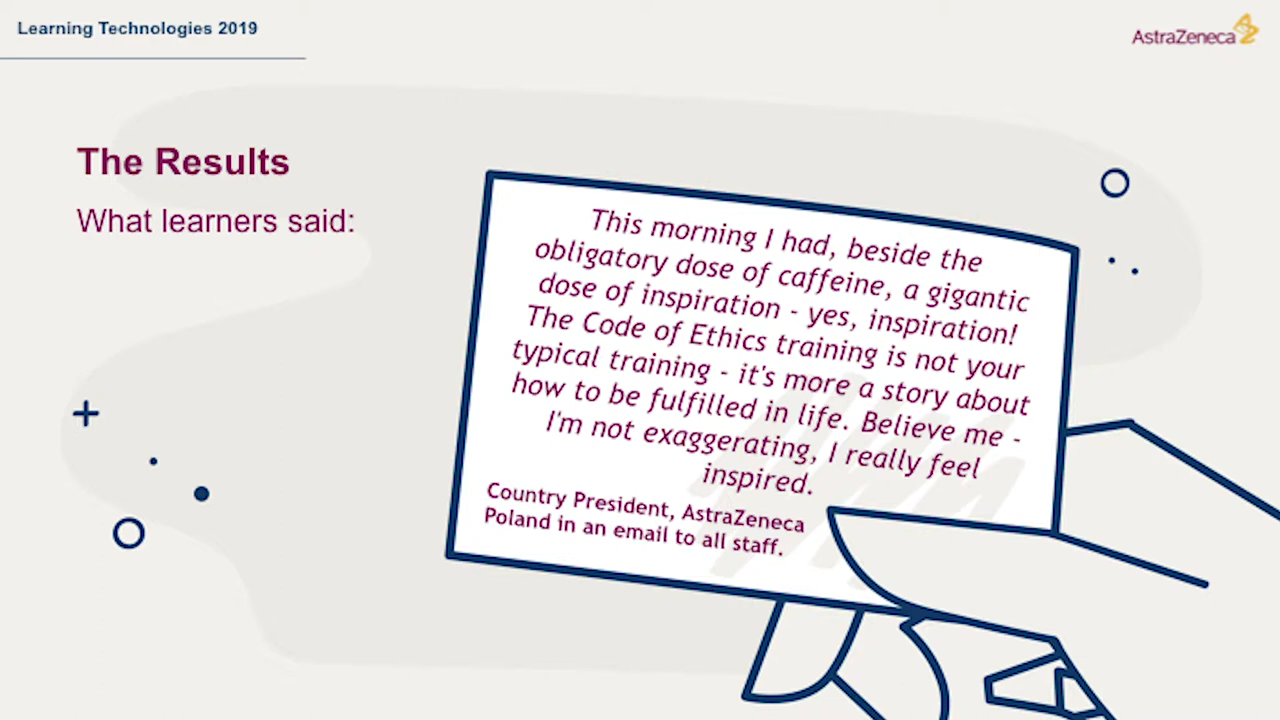 Learning Technologies 2019
AstraZeneca
The Results
What learners said:
This morning I had, beside the
obligatory dose of caffeine, a gigantic
dose of inspiration - yes, inspiration!
The Code of Ethics training is not your
typical training - it's more a story about
how to be fulfilled in life. Believe me -
I'm not exaggerating, I really feel
inspired.
Country President, AstraZeneca
Poland in an email to all staff.